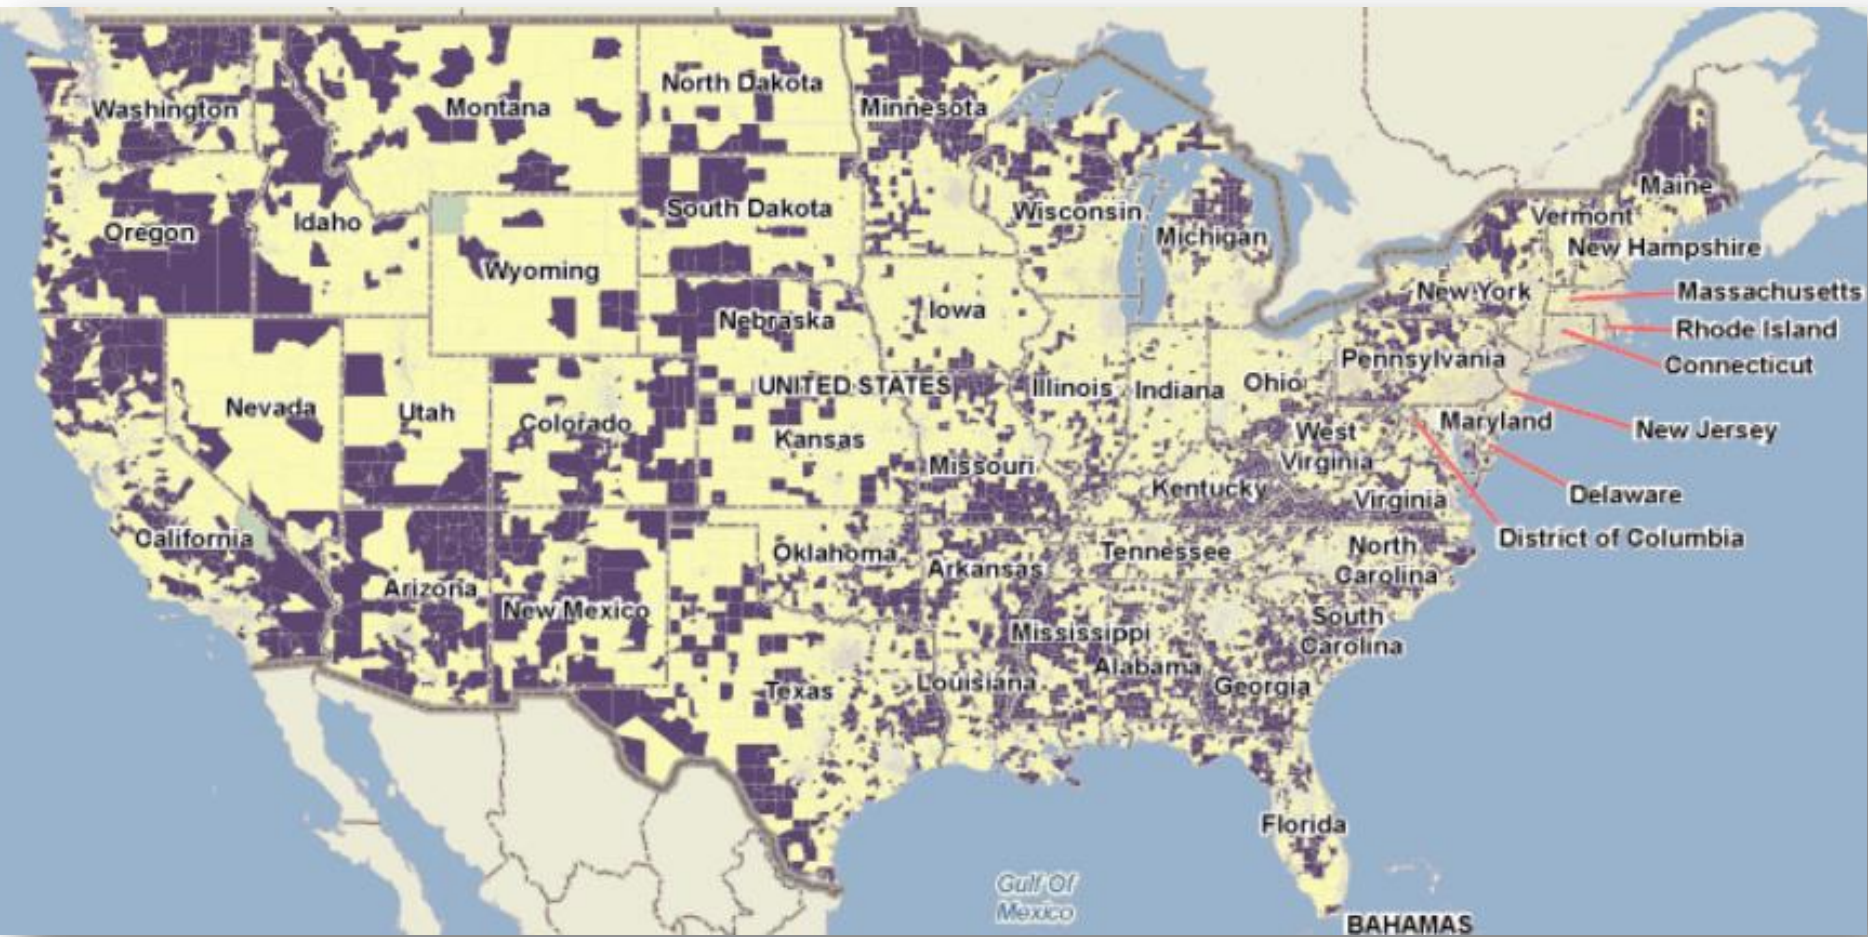 Washington
Montana
North Dakota
Minnesota
Maine
Oregon
Idaho
South Dakota
Wisconsin
Michigan
Vermont
New Hampshire
Wyoming
Nebraska
Iowa
New York
Massachusetts
Rhode Island
Connecticut
Pennsylvania
UNITED STATES
Illinois
Indiana
Ohio
Nevada
Utah
Colorado
Kansas
Missouri
West
Virginia
Maryland
New Jersey
Kentucky
Virginia
Delaware
District of Columbia
California
Arizona
New Mexico
Oklahoma
Arkansas
Tennessee
North
Carolina
South
Carolina
Mississippi
Alabama
Georgia
Texas
Louisiana
Florida
Gulf Of
Mexico
BAHAMAS